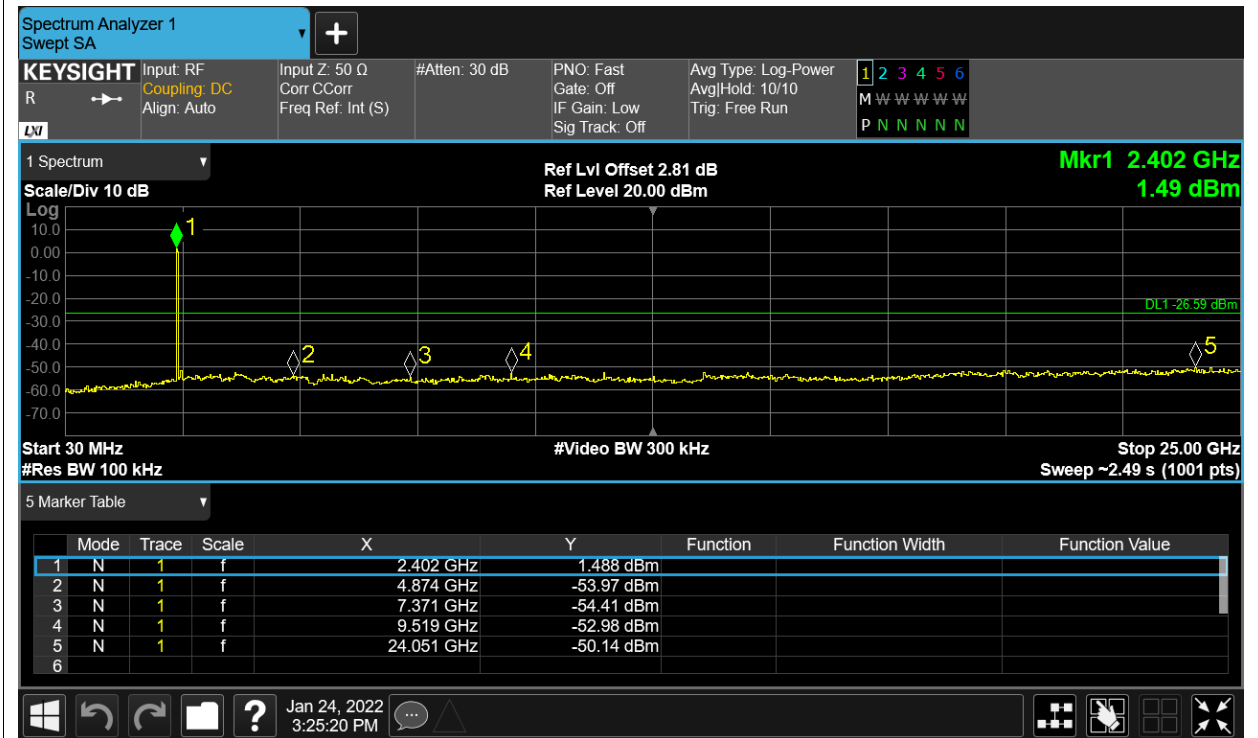 Spectrum Analyzer 1
Swept SA
+
KEYSIGHT Input: RF Input Z: 50 Ω #Atten: 30 dB PNO: Fast Avg Type: Log-Power 1 2 3 4 5 6
R Coupling: DC Corr CCorr Gate: Off Avg|Hold: 10/10 M W W W W W
Align: Auto Freq Ref: Int (S) IF Gain: Low Trig: Free Run
LXI Sig Track: Off P N N N N N
1 Spectrum Ref Lvl Offset 2.81 dB Mkr1 2.402 GHz
Scale/Div 10 dB Ref Level 20.00 dBm 1.49 dBm
Log
10.0 1
0.00
-10.0
-20.0 DL1 -26.59 dBm
-30.0
-40.0 2 3 4 5
-50.0
-60.0
-70.0
Start 30 MHz #Video BW 300 kHz Stop 25.00 GHz
#Res BW 100 kHz Sweep ~2.49 s (1001 pts)
5 Marker Table
Mode Trace Scale X Y Function Function Width Function Value
1 N 1 f 2.402 GHz 1.488 dBm
2 N 1 f 4.874 GHz -53.97 dBm
3 N 1 f 7.371 GHz -54.41 dBm
4 N 1 f 9.519 GHz -52.98 dBm
5 N 1 f 24.051 GHz -50.14 dBm
6
? Jan 24, 2022
3:25:20 PM